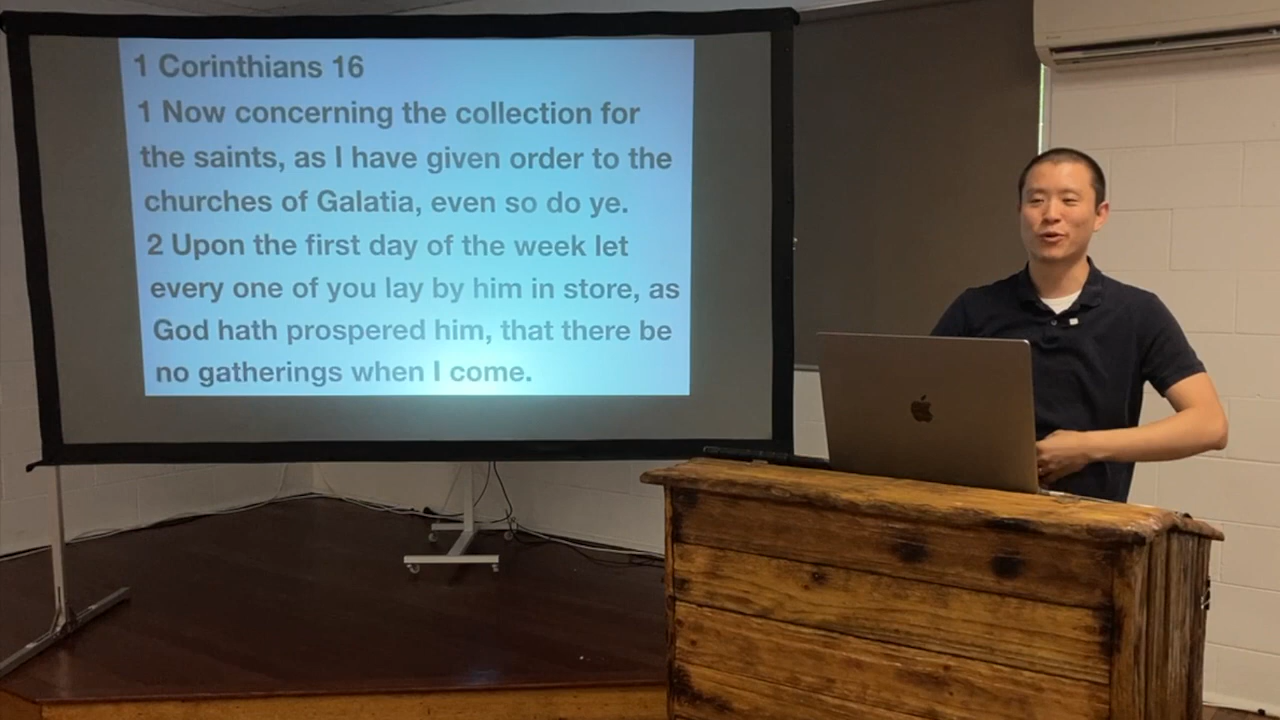 1 Corinthians 16
1 Now concerning the collection for
the saints, as I have given order to the
churches of Galatia, even so do ye.
2 Upon the first day of the week let
every one of you lay by him in store, as
God hath prospered him, that there be
no gatherings when I come.